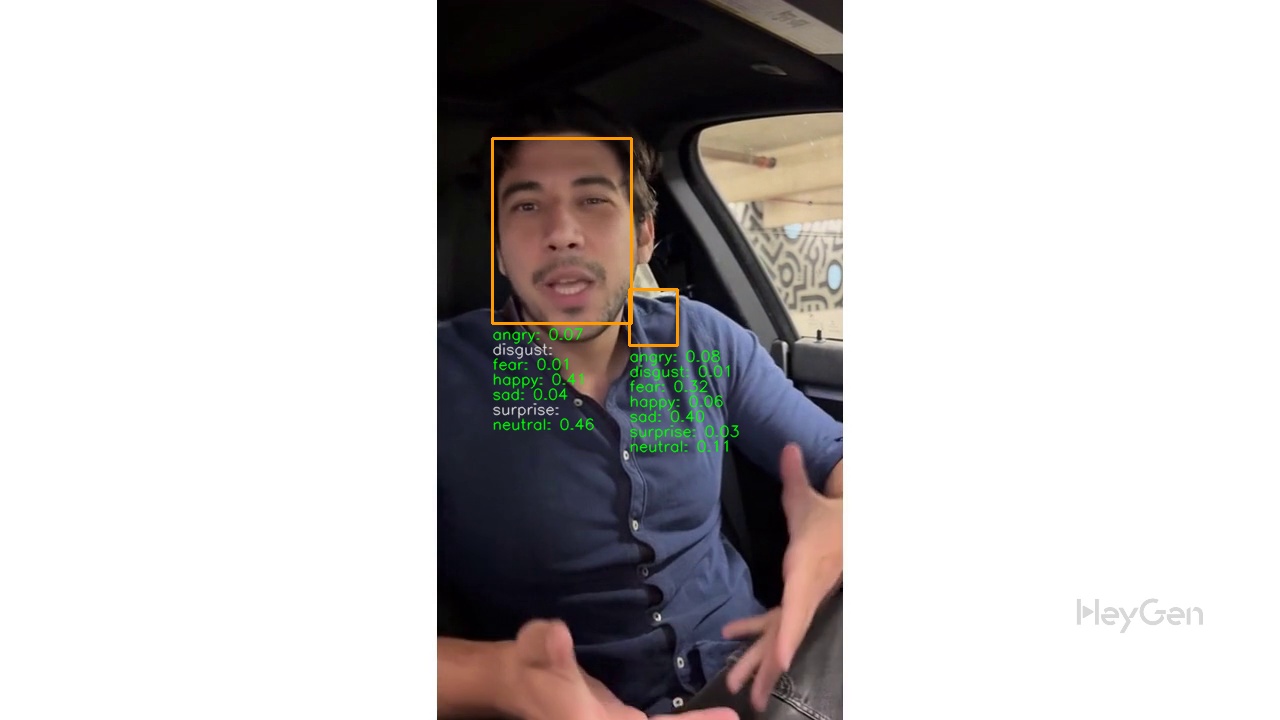 angry: 0.07
disgust:
fear: 0.01
happy: 0.41
sad: 0.04
surprise:
neutral: 0.46
angry: 0.08
disgust: 0.01
fear: 0.32
happy: 0.06
sad: 0.40
surprise: 0.03
neutral: 0.11
HeyGen